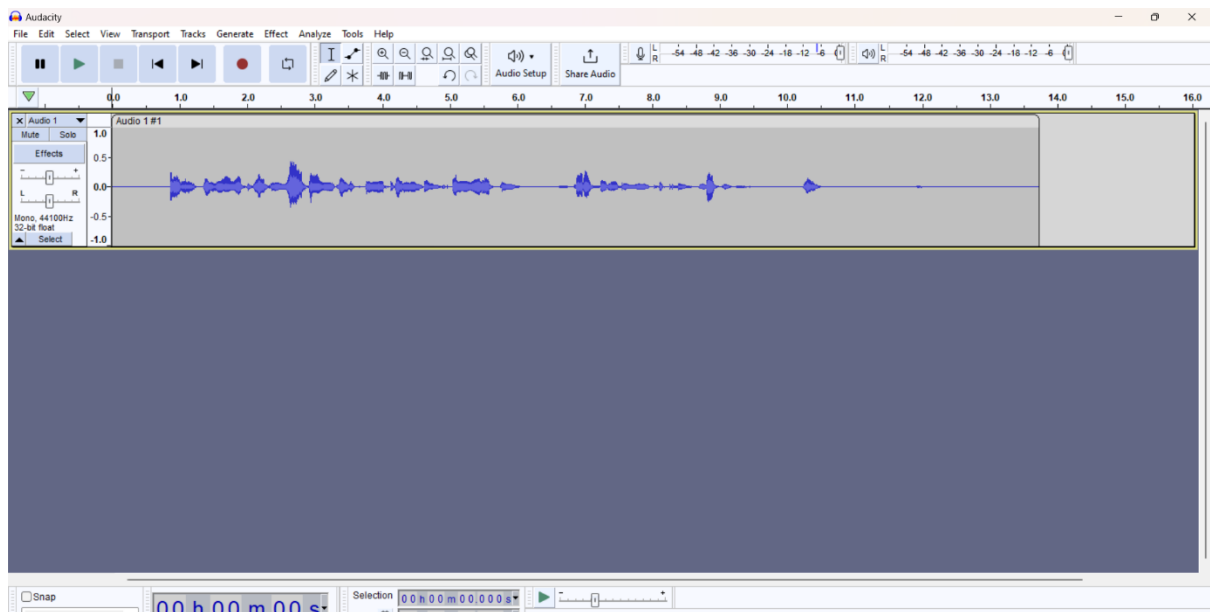 Audacity
File Edit Select View Transport Tracks Generate Effect Analyze Tools Help
Audio Setup
Share Audio
L R -54 -48 -42 -36 -30 -24 -18 -12 -6
L R -54 -48 -42 -36 -30 -24 -18 -12 -6
0.0 1.0 2.0 3.0 4.0 5.0 6.0 7.0 8.0 9.0 10.0 11.0 12.0 13.0 14.0 15.0 16.0
Audio 1
Audio 1 #1
Mute Solo
Effects
- +
L R
Mono, 44100Hz
32-bit float
Select
1.0
0.5
0.0
-0.5
-1.0
Snap
00 h 00 m 00 s
Selection
00 h 00 m 00.000 s
- +